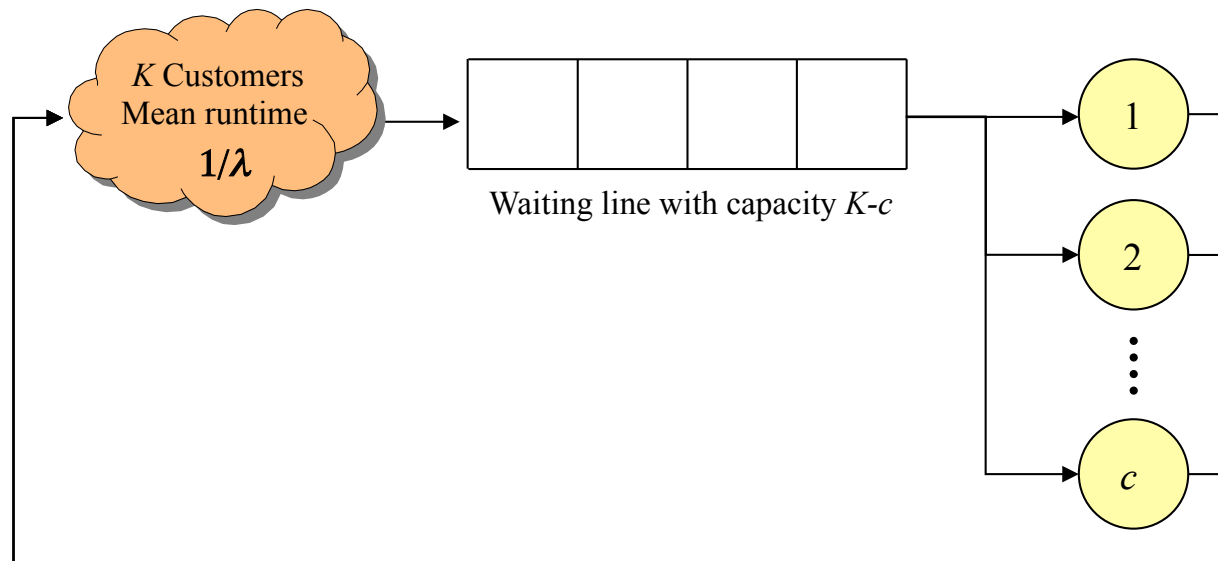 K Customers
Mean runtime
1/λ
Waiting line with capacity K-c
1
2
c